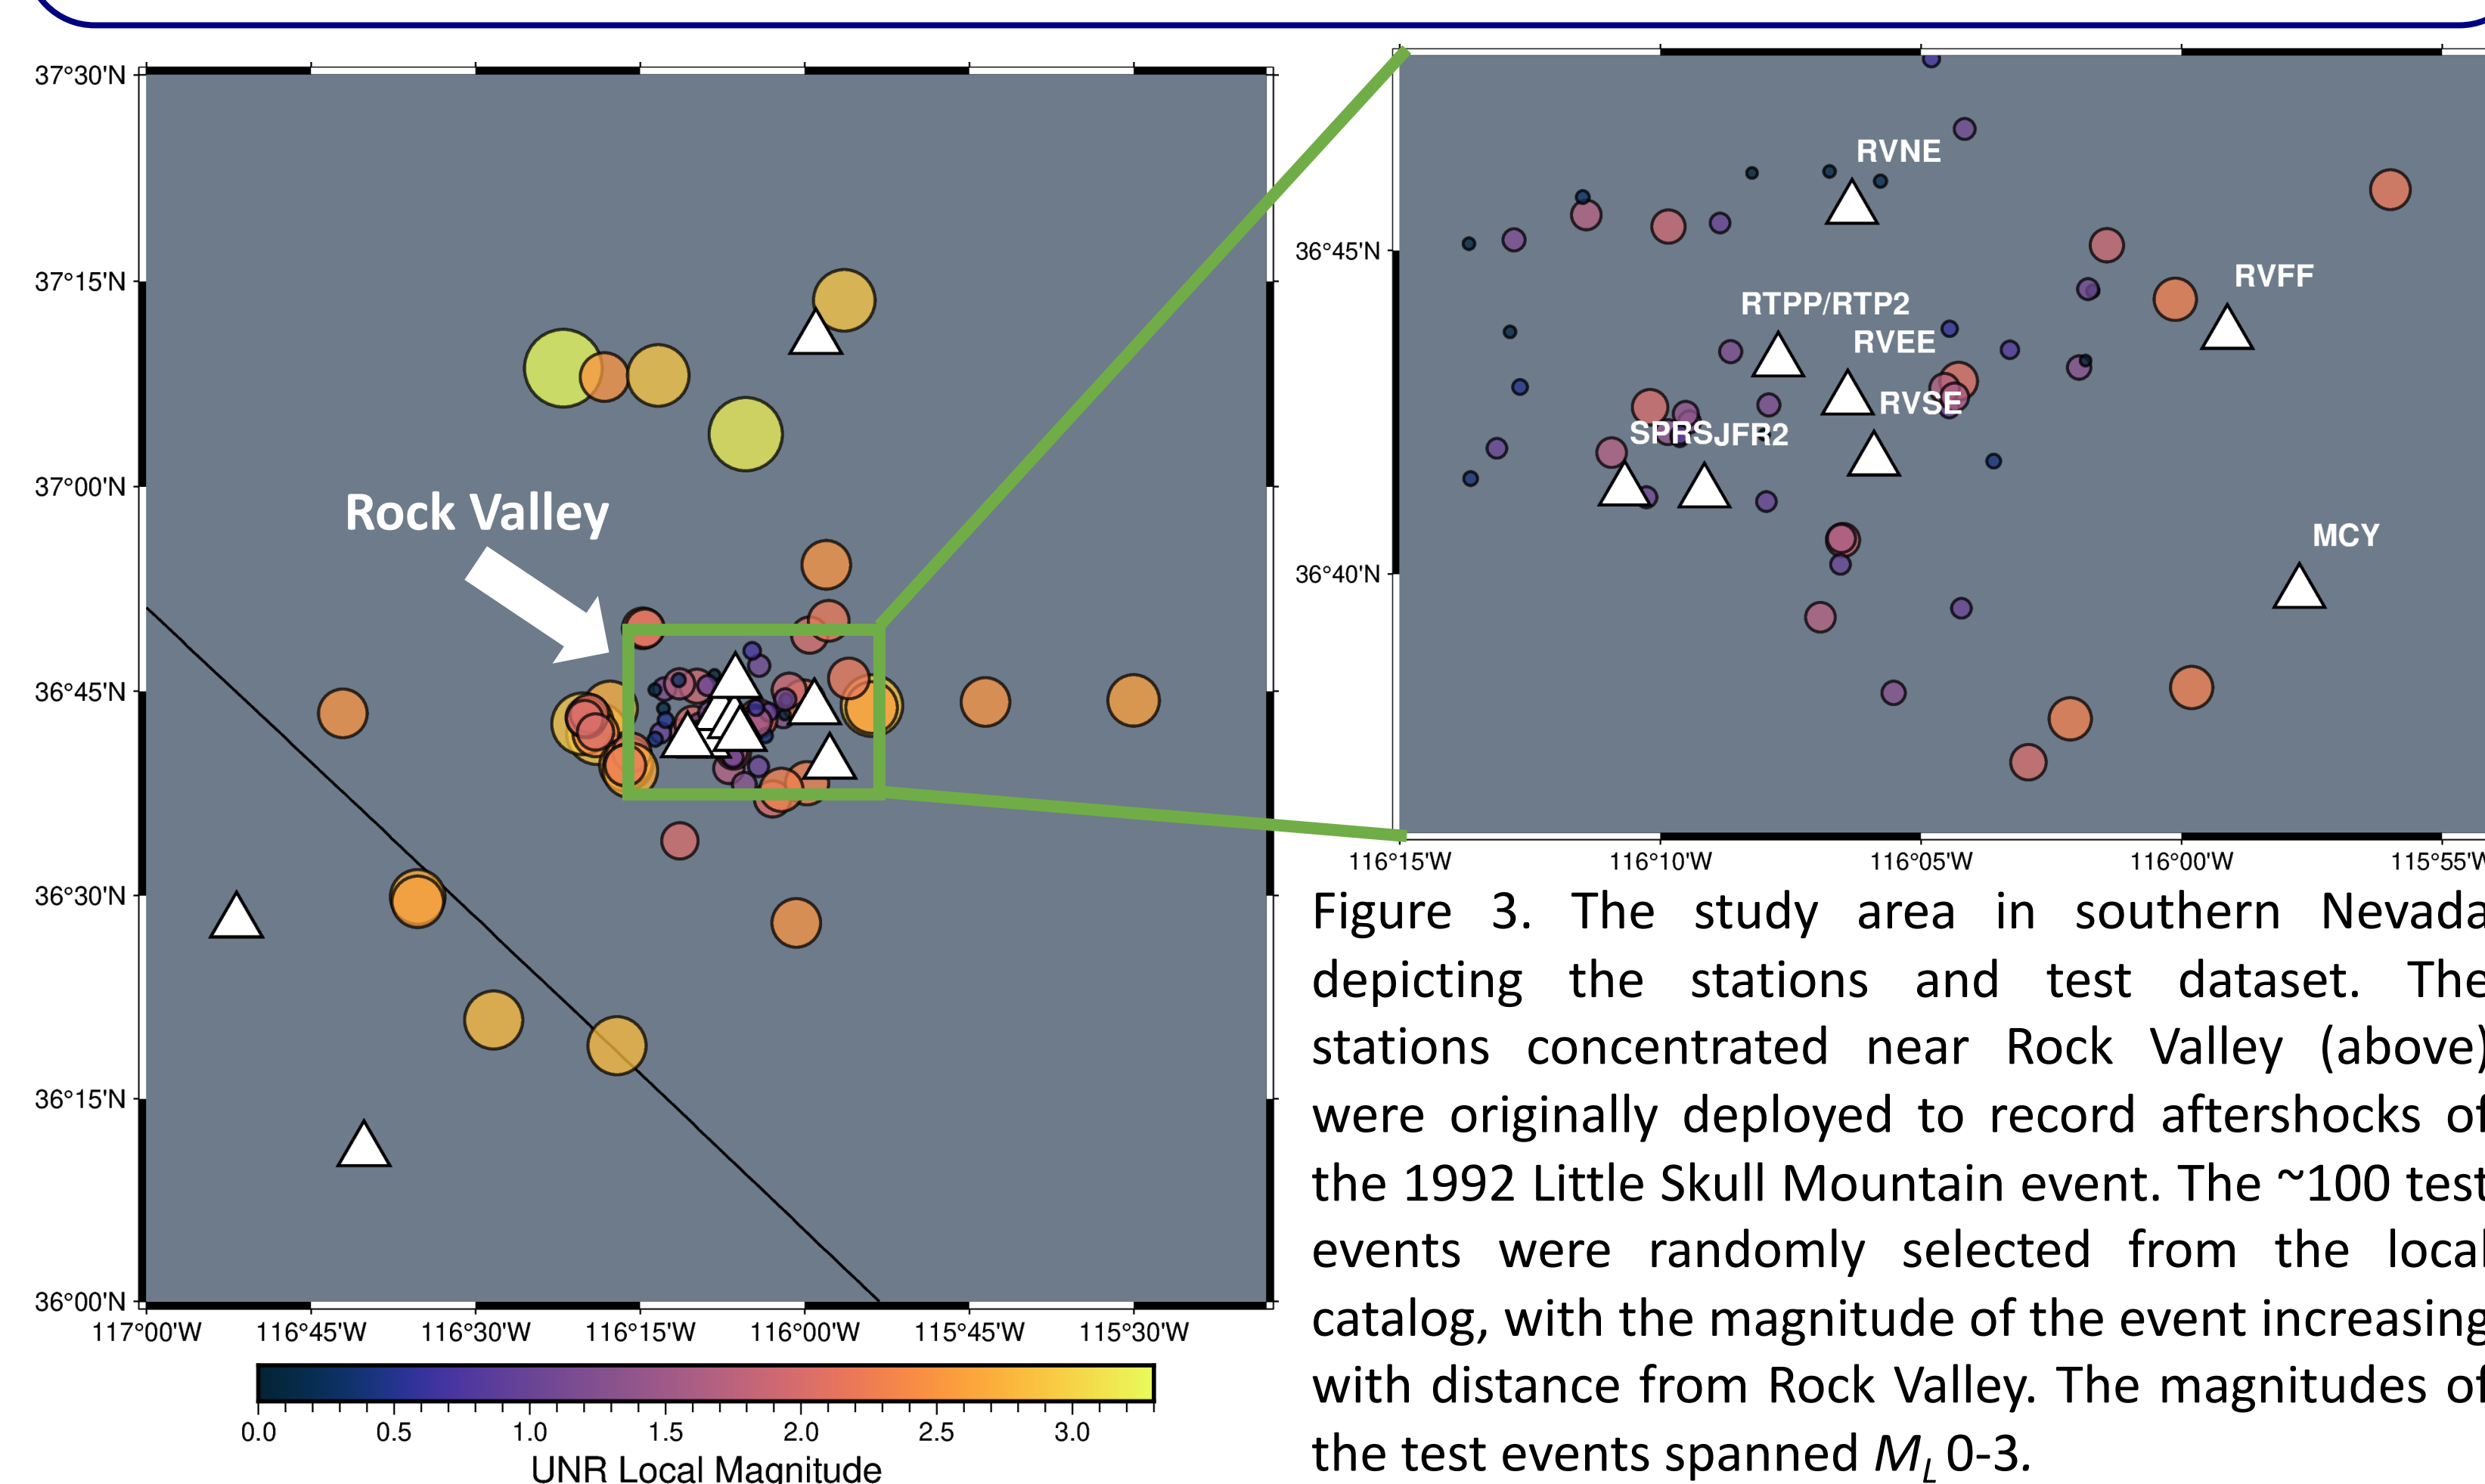 37°30'N
37°15'N
37°00'N
36°45'N
36°30'N
36°15'N
36°00'N
117°00'W 116°45'W 116°30'W 116°15'W 116°00'W 115°45'W 115°30'W
Rock Valley
0.0 0.5 1.0 1.5 2.0 2.5 3.0
UNR Local Magnitude
RVNE
36°45'N
RVFF
RTPP/RTP2
RVEE
RVSE
SPRS
JFR2
MCY
36°40'N
116°15'W 116°10'W 116°05'W 116°00'W 115°55'W
Figure 3. The study area in southern Nevada
depicting the stations and test dataset. The
stations concentrated near Rock Valley (above)
were originally deployed to record aftershocks of
the 1992 Little Skull Mountain event. The ~100 test
events were randomly selected from the local
catalog, with the magnitude of the event increasing
with distance from Rock Valley. The magnitudes of
the test events spanned M_L 0-3.